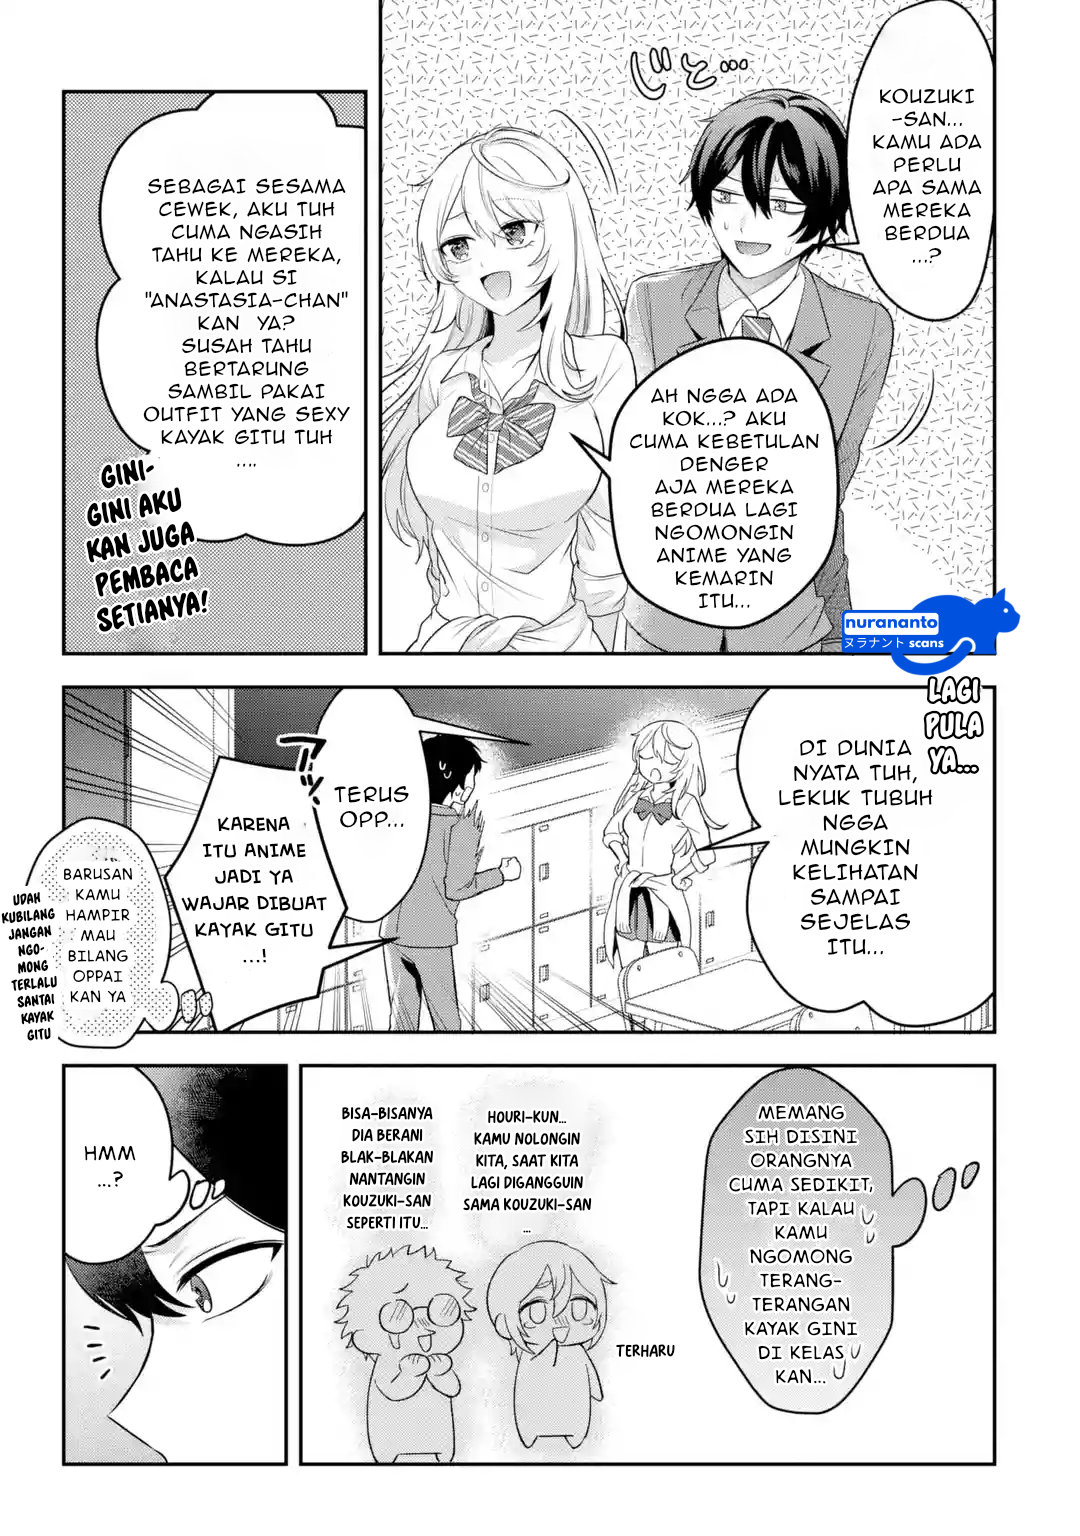 KOUZUKI
-SAN...
KAMU ADA
PERLU
APA SAMA
MEREKA
BERDUA
...?
じと...
AH NGGA ADA
KOK...? AKU
CUMA KEBETULAN
DENGER
AJA MEREKA
BERDUA LAGI
NGOMONGIN
ANIME YANG
KEMARIN
ITU...
SEBAGAI SESAMA
CEWEK, AKU TUH
CUMA NGASIH
TAHU KE MEREKA,
KALAU SI
"ANASTASIA-CHAN"
KAN YA?
SUSAH TAHU
BERTARUNG
SAMBIL PAKAI
OUTFIT YANG SEXY
KAYAK GITU TUH
....
GINI-
GINI AKU
KAN JUGA
PEMBACA
SETIANYA!
nurananto
ヌラナント scans
LAGI
PULA
YA...
DI DUNIA
NYATA TUH,
LEKUK TUBUH
NGGA
MUNGKIN
KELIHATAN
SAMPAI
SEJELAS
ITU...
TERUS
OPP...
KARENA
ITU ANIME
JADI YA
WAJAR DIBUAT
KAYAK GITU
...!
BARUSAN
KAMU
HAMPIR
MAU
BILANG
OPPAI
KAN YA
UDAH
KUBILANG
JANGAN
NGO-
MONG
TERLALU
SANTAI
KAYAK
GITU
MEMANG
SIH DISINI
ORANGNYA
CUMA SEDIKIT,
TAPI KALAU
KAMU
NGOMONG
TERANG-
TERANGAN
KAYAK GINI
DI KELAS
KAN...
HOURI-KUN...
KAMU NOLONGIN
KITA, SAAT KITA
LAGI DIGANGGUIN
SAMA KOUZUKI-SAN
...
BISA-BISANYA
DIA BERANI
BLAK-BLAKAN
NANTANGIN
KOUZUKI-SAN
SEPERTI ITU...
TERHARU
HMM
...?